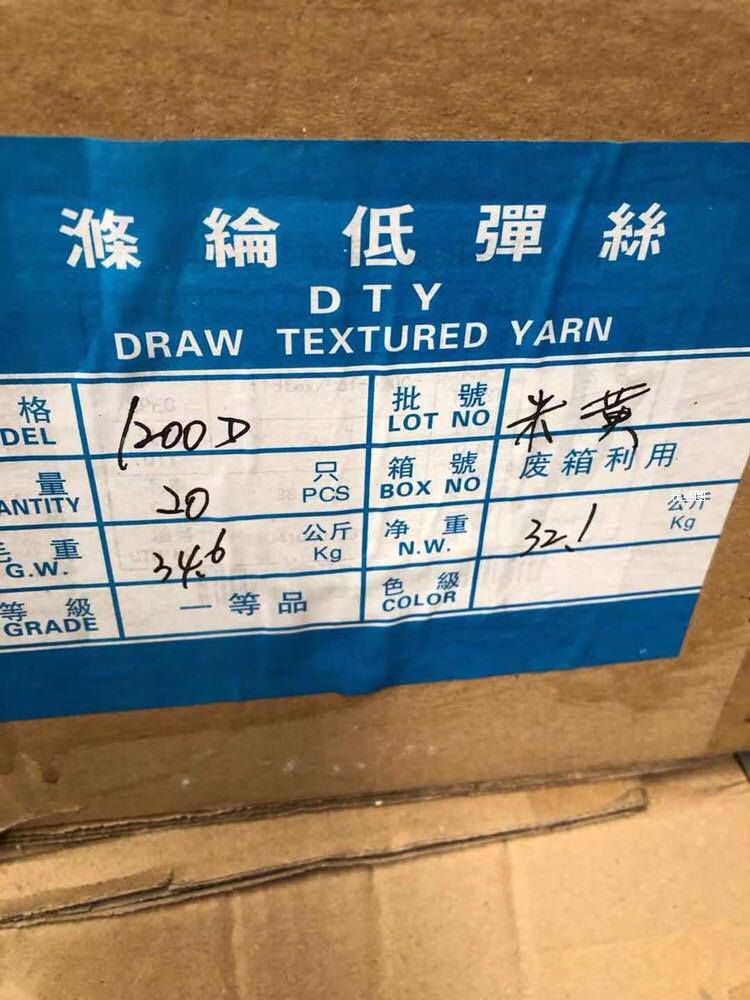 滌綸低彈絲
DTY
DRAW TEXTURED YARN
格 1200D 批號 米黄
DEL LOT NO
量 20 只 箱號 废箱利用
ANTITY PCS BOX NO
毛重 34.6 公斤 净重 32.1 公斤
G.W. Kg N.W. Kg
等級 一等品 色級
GRADE COLOR